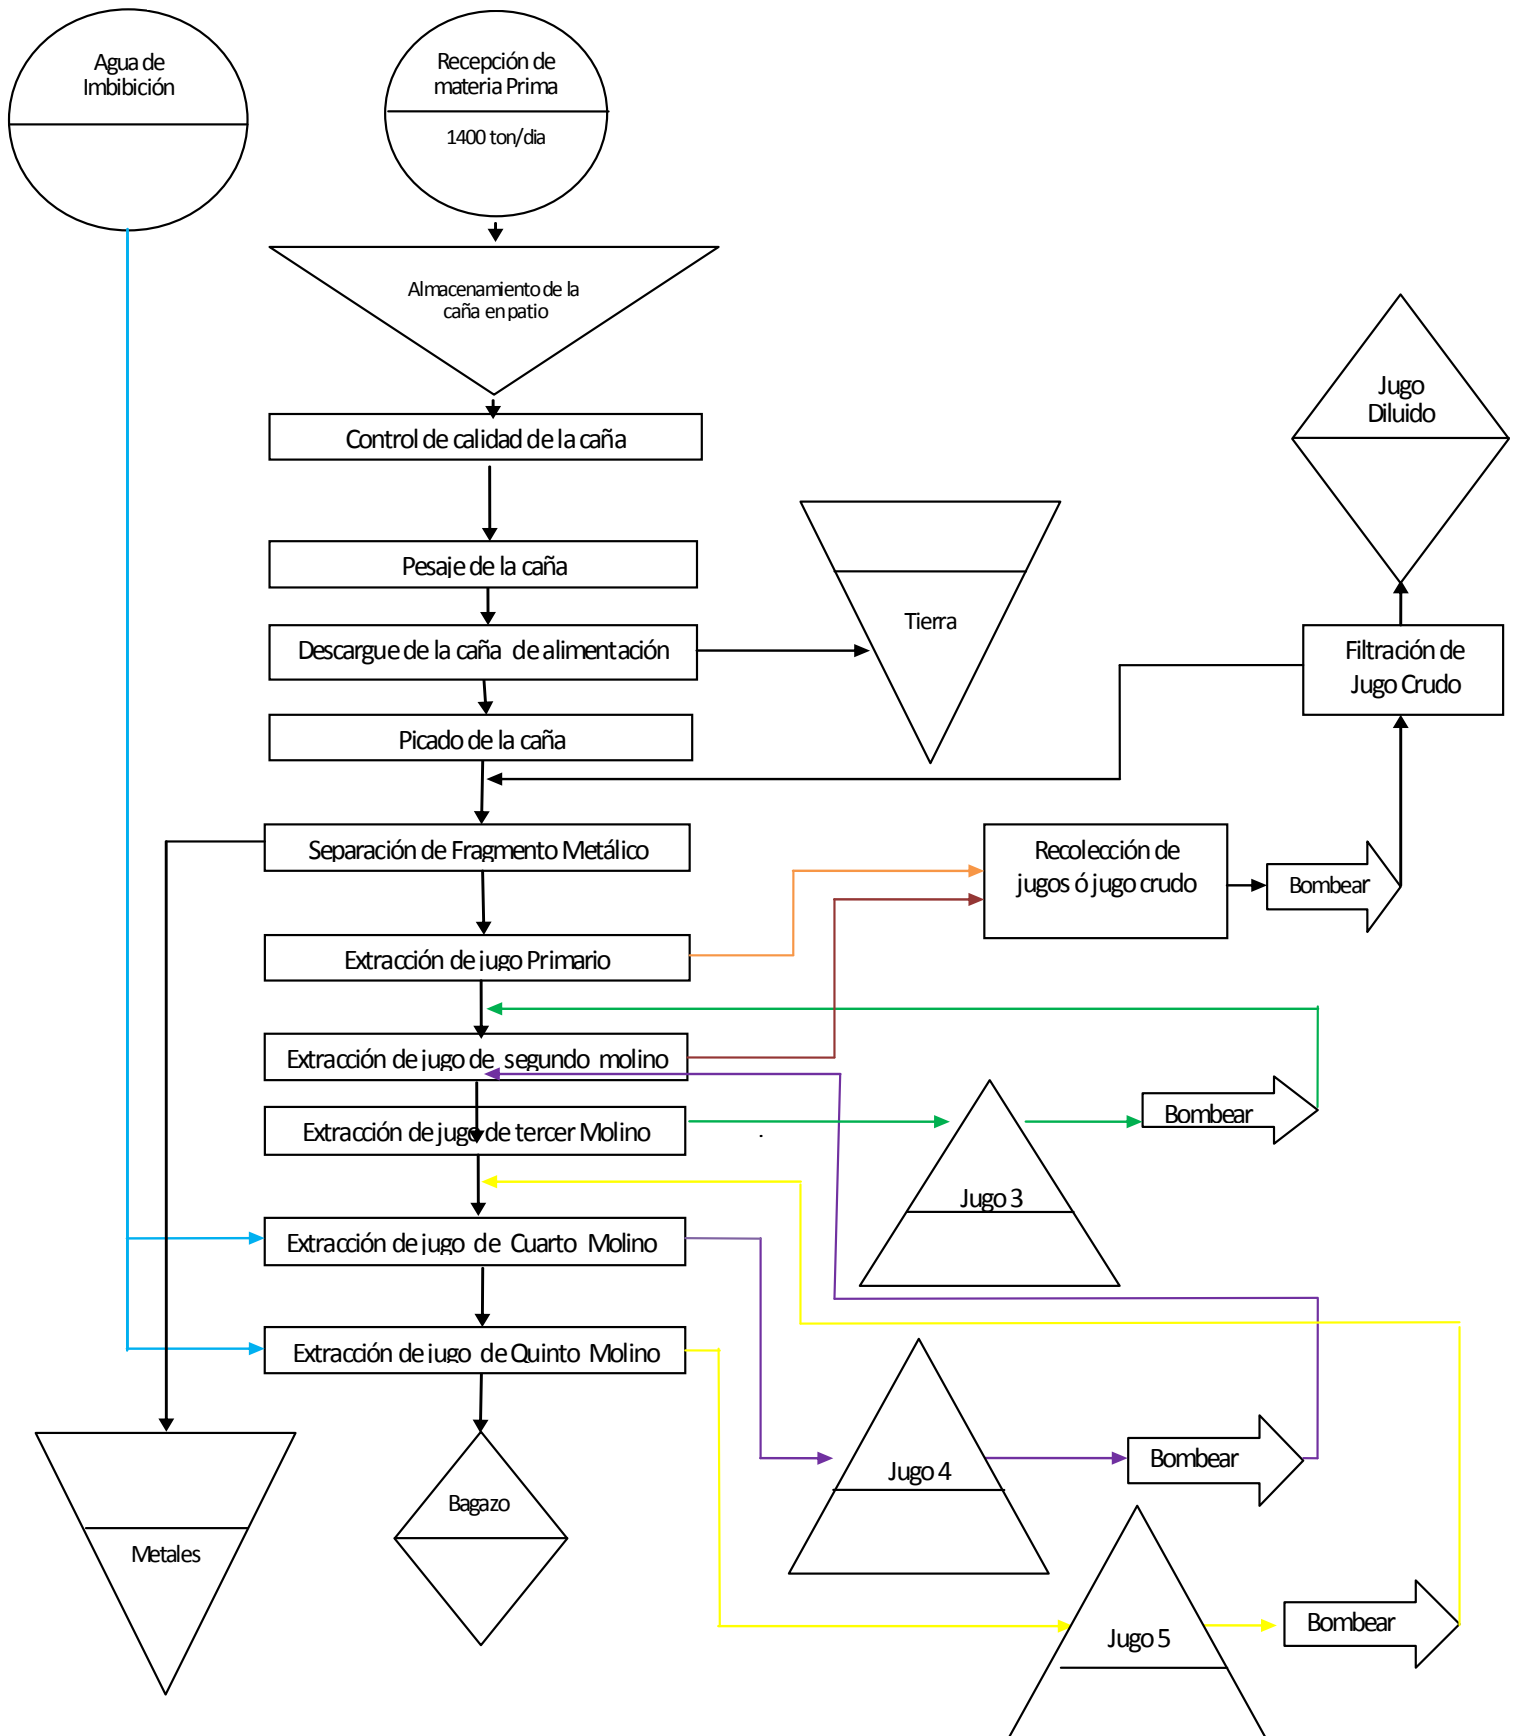 Agua de
Imbibición
Recepción de
materia Prima
1400 ton/dia
Almacenamiento de la
caña en patio
Jugo
Diluido
Control de calidad de la caña
Pesaje de la caña
Tierra
Descargue de la caña de alimentación
Filtración de
Jugo Crudo
Picado de la caña
Separación de Fragmento Metálico
Recolección de
jugos ó jugo crudo
Bombear
Extracción de jugo Primario
Extracción de jugo de segundo molino
Bombear
Extracción de jugo de tercer Molino
Jugo 3
Extracción de jugo de Cuarto Molino
Extracción de jugo de Quinto Molino
Bombear
Jugo 4
Bagazo
Metales
Bombear
Jugo 5